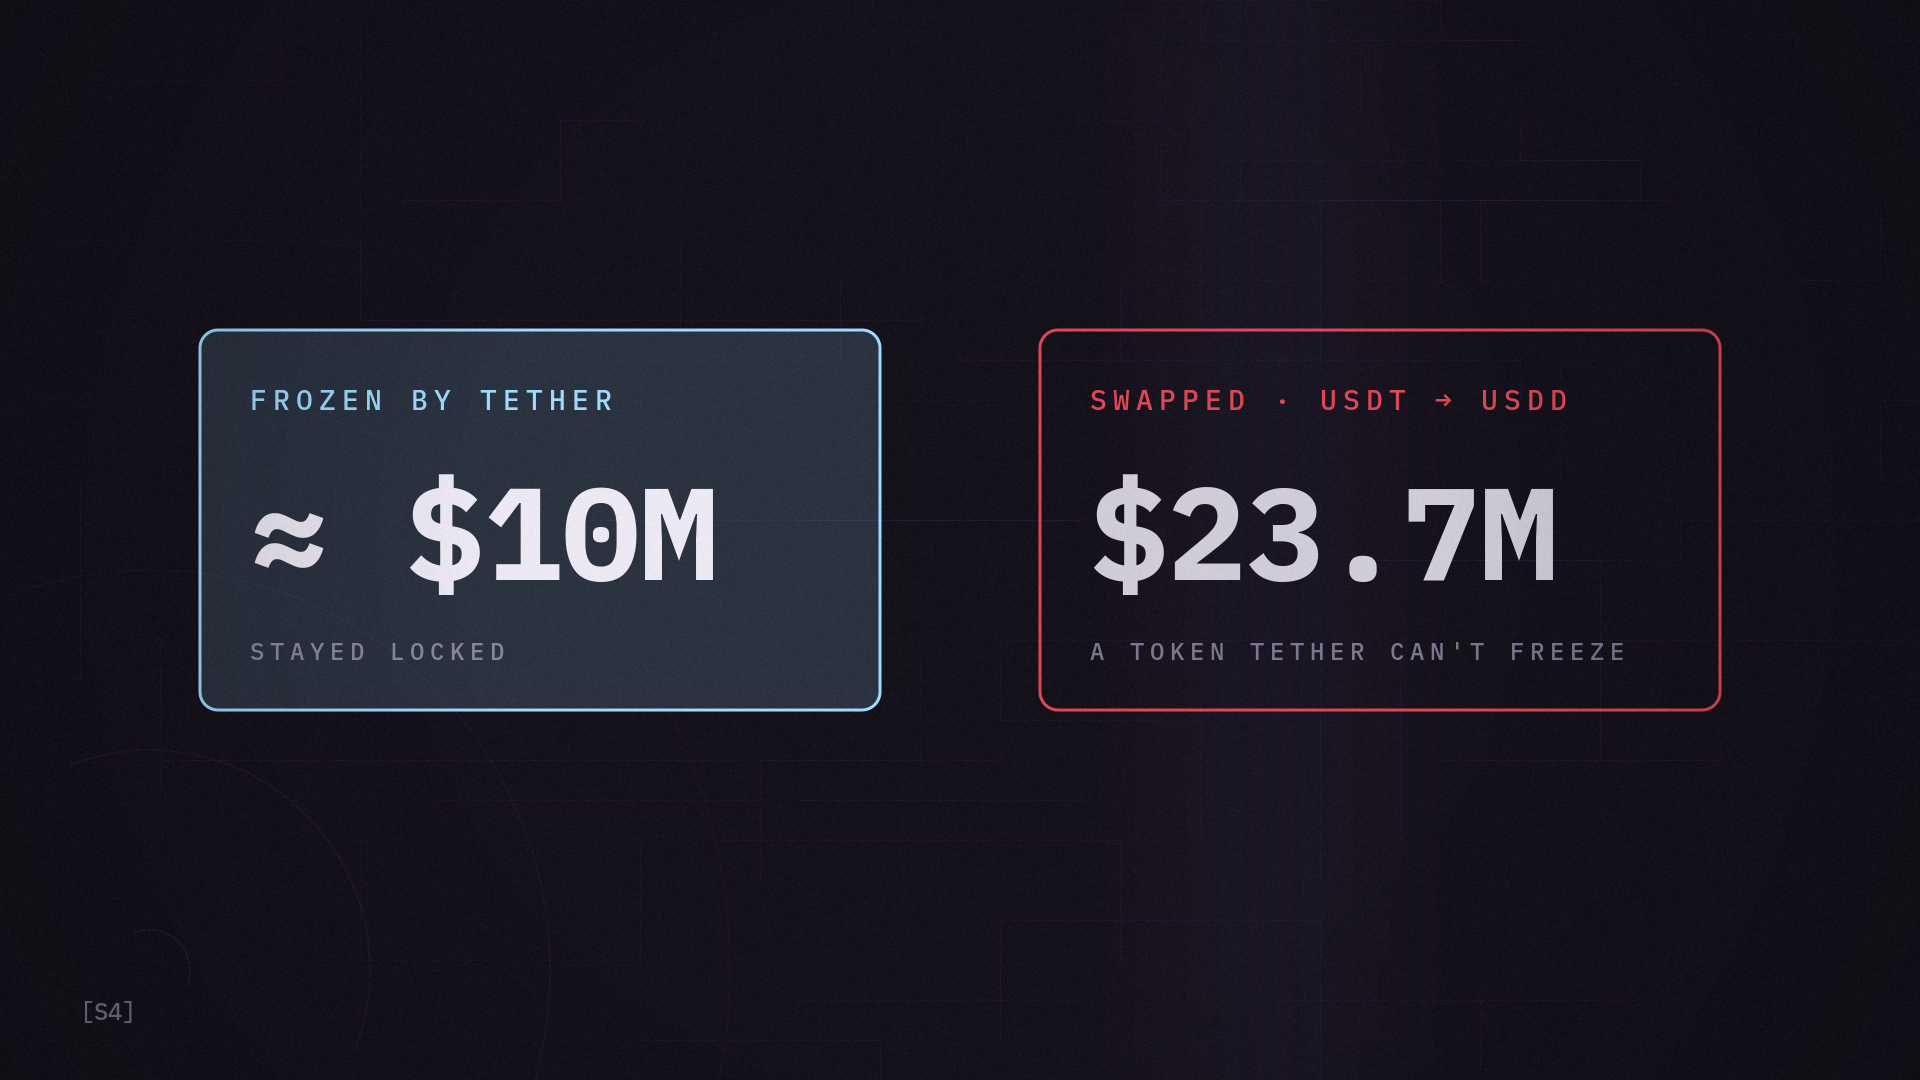 FROZEN BY TETHER
≈ $10M
STAYED LOCKED
SWAPPED · USDT → USDD
$23.7M
A TOKEN TETHER CAN'T FREEZE
[S4]